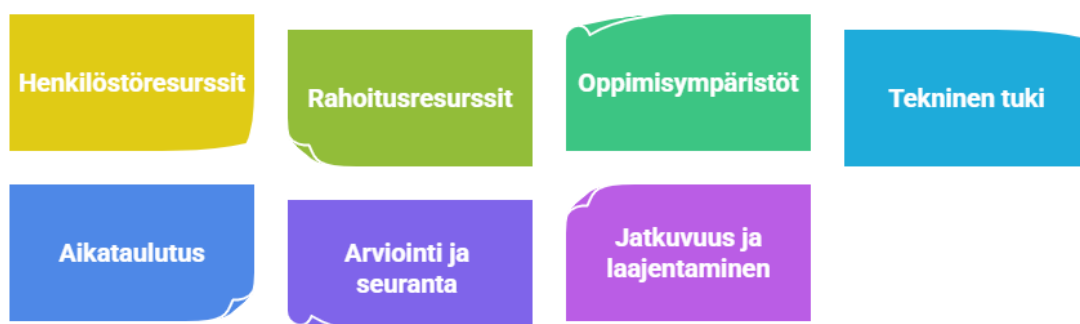 Henkilöstöresurssit
Rahoitusresurssit
Oppimisympäristöt
Tekninen tuki
Aikataulutus
Arviointi ja
seuranta
Jatkuvuus ja
laajentaminen